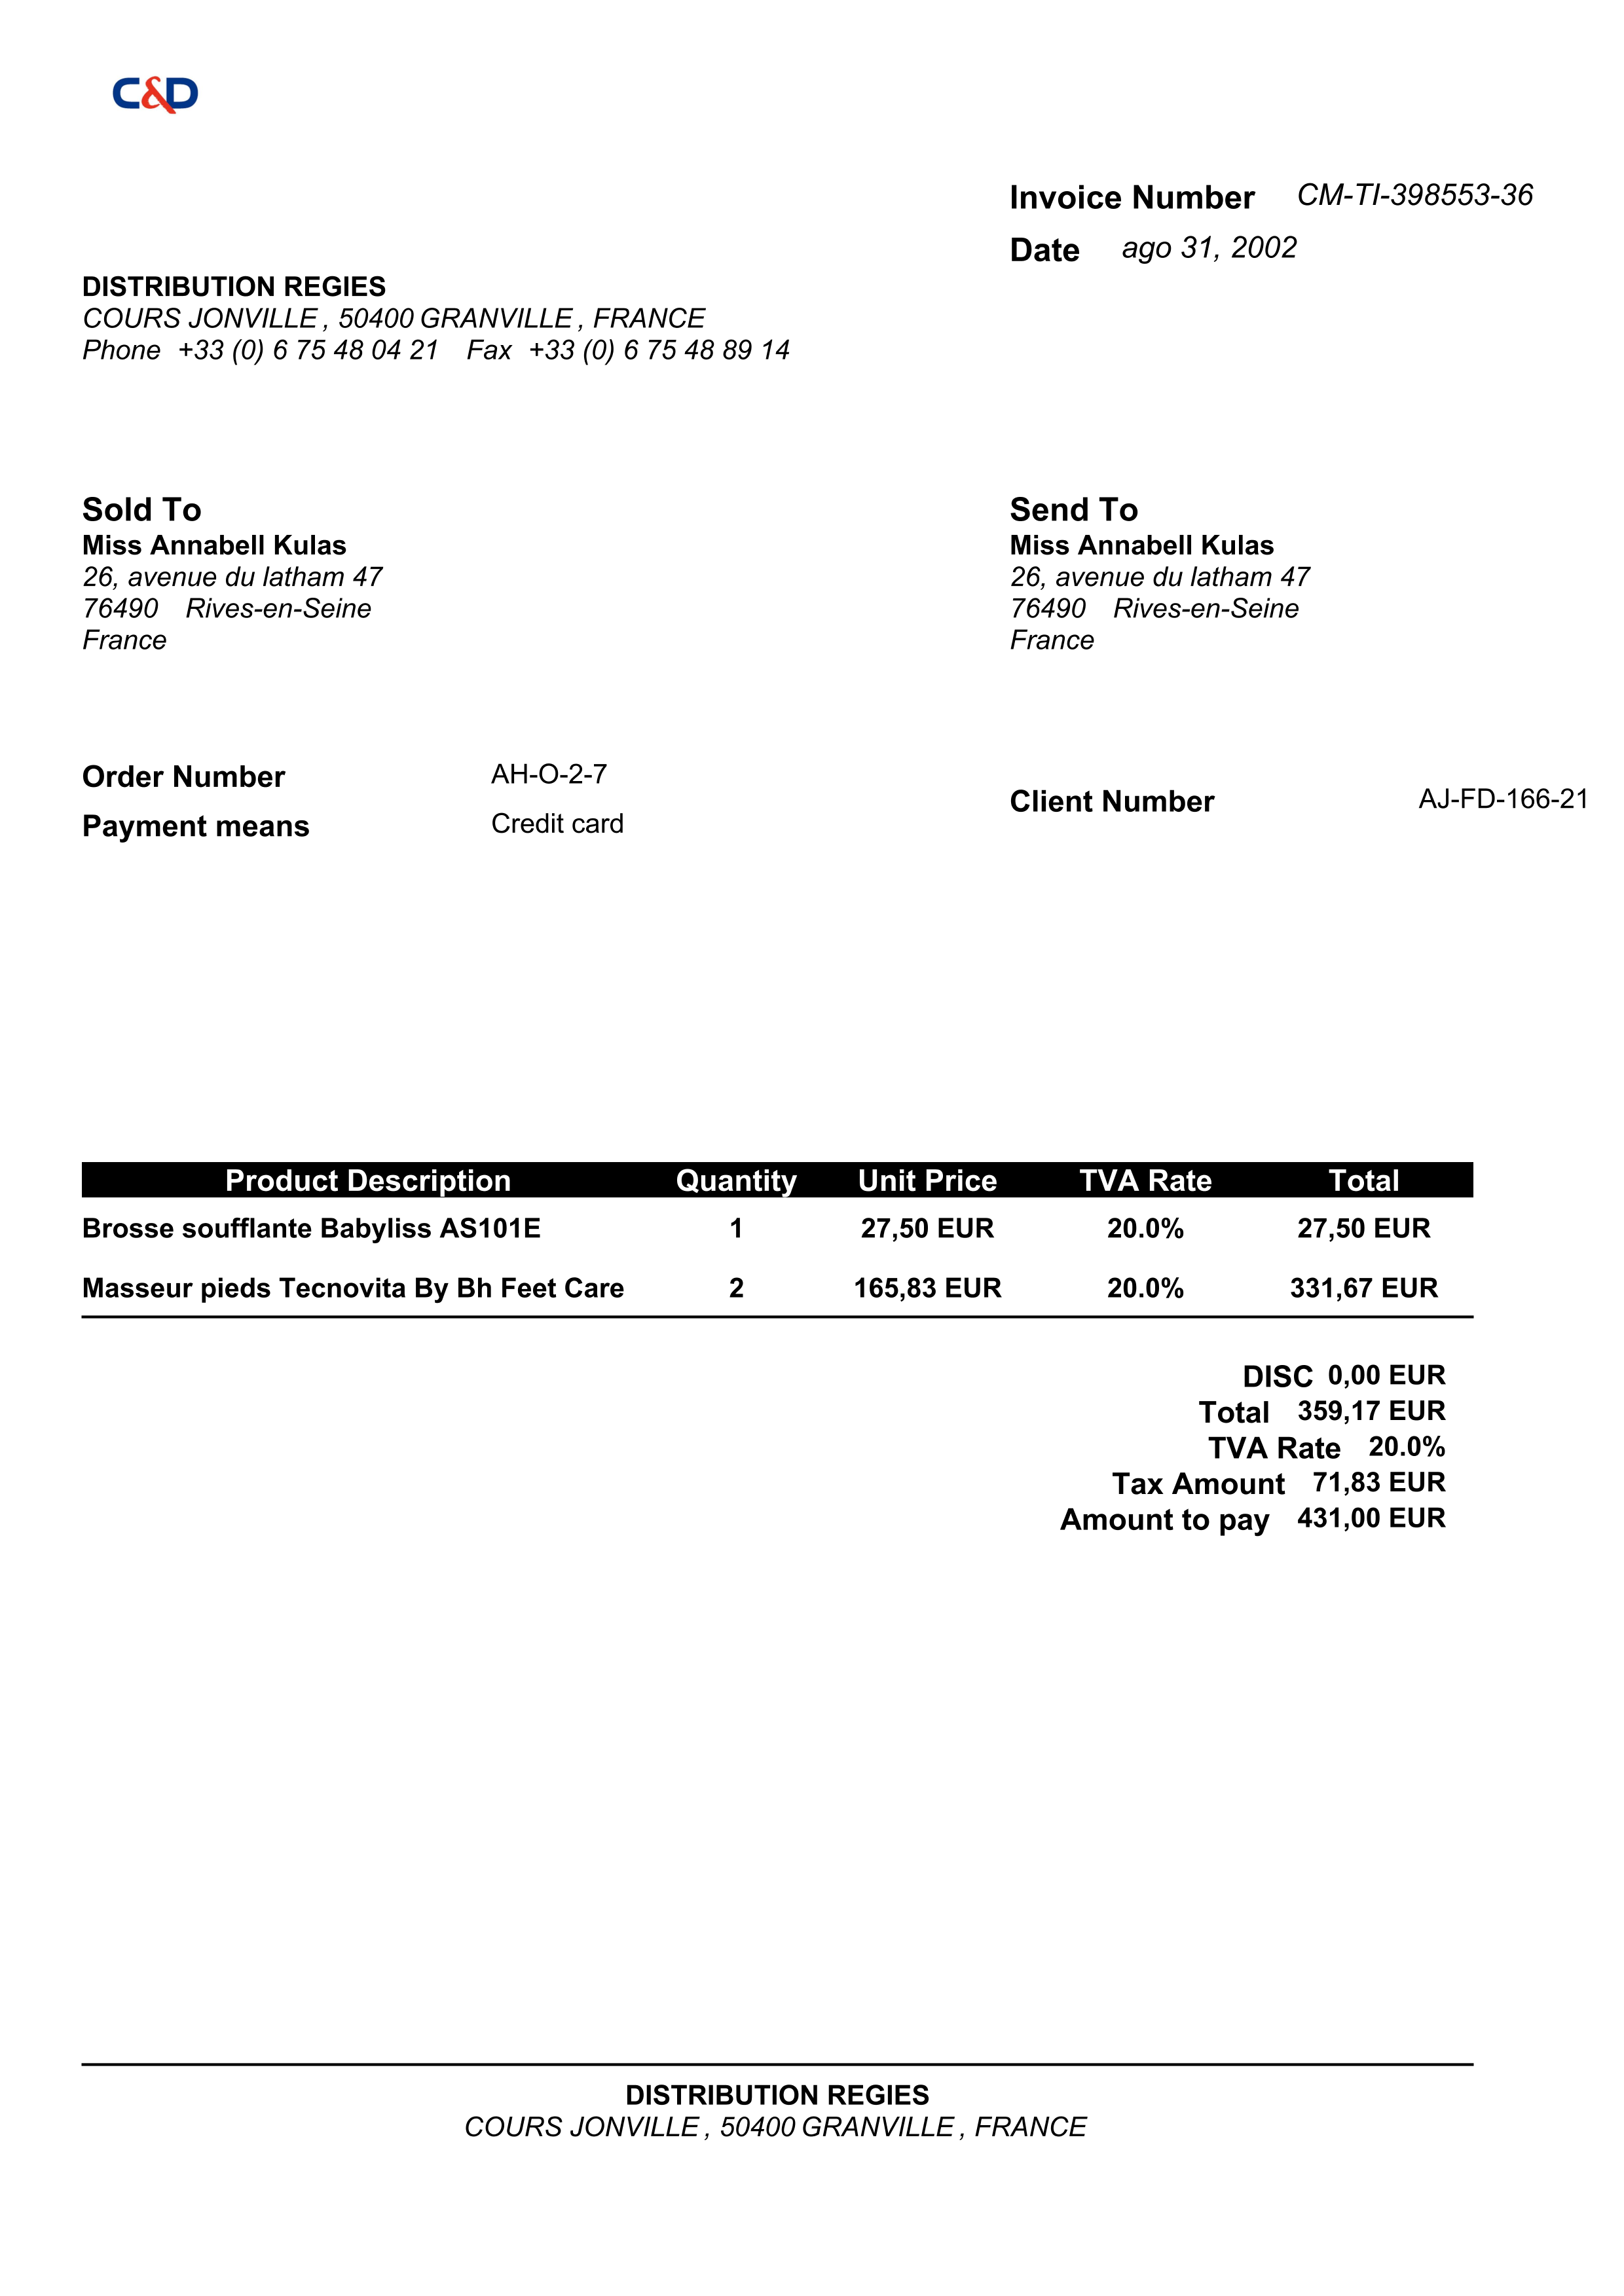 C&D
Invoice Number CM-TI-398553-36
Date ago 31, 2002
DISTRIBUTION REGIES
COURS JONVILLE , 50400 GRANVILLE , FRANCE
Phone +33 (0) 6 75 48 04 21 Fax +33 (0) 6 75 48 89 14
Sold To
Miss Annabell Kulas
26, avenue du latham 47
76490 Rives-en-Seine
France
Send To
Miss Annabell Kulas
26, avenue du latham 47
76490 Rives-en-Seine
France
Order Number AH-O-2-7
Payment means Credit card
Client Number AJ-FD-166-21
Product Description Quantity Unit Price TVA Rate Total
Brosse soufflante Babyliss AS101E 1 27,50 EUR 20.0% 27,50 EUR
Masseur pieds Tecnovita By Bh Feet Care 2 165,83 EUR 20.0% 331,67 EUR
DISC 0,00 EUR
Total 359,17 EUR
TVA Rate 20.0%
Tax Amount 71,83 EUR
Amount to pay 431,00 EUR
DISTRIBUTION REGIES
COURS JONVILLE , 50400 GRANVILLE , FRANCE